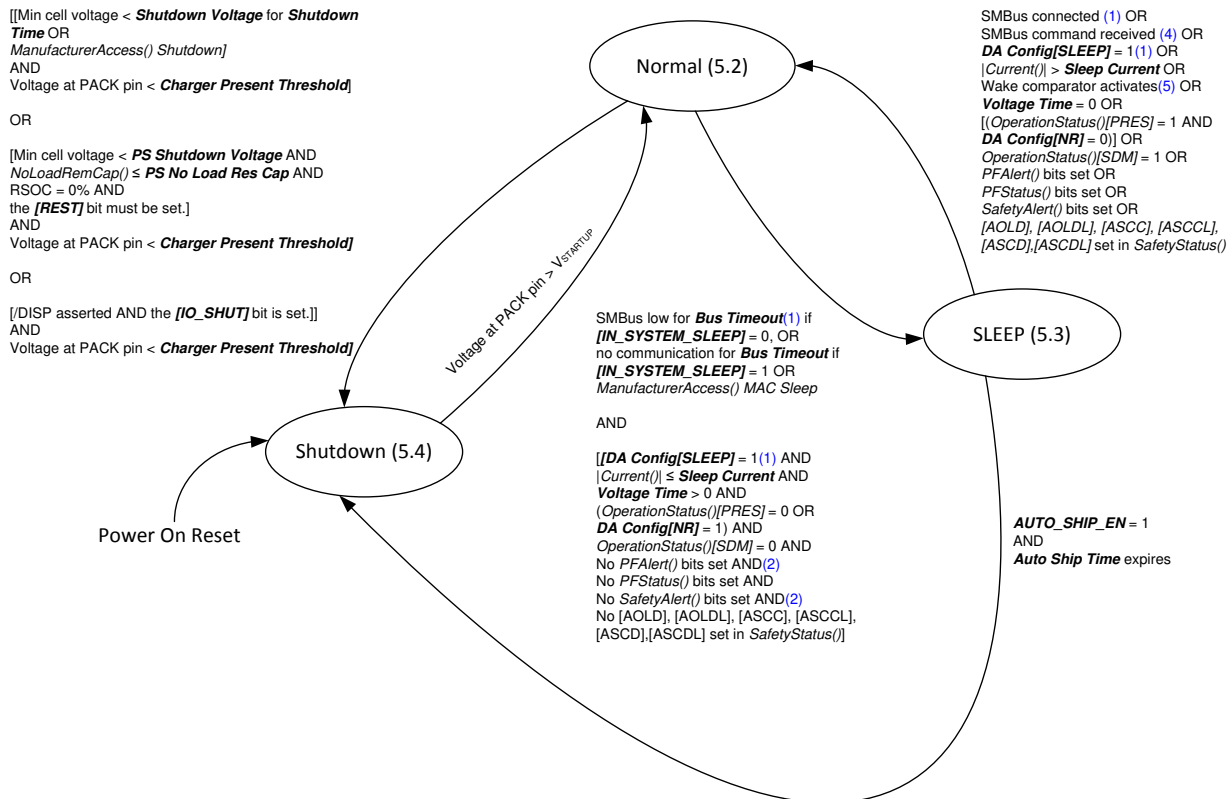 [[Min cell voltage < Shutdown Voltage for Shutdown
Time OR
ManufacturerAccess() Shutdown]
AND
Voltage at PACK pin < Charger Present Threshold]
OR
[Min cell voltage < PS Shutdown Voltage AND
NoLoadRemCap() ≤ PS No Load Res Cap AND
RSOC = 0% AND
the [REST] bit must be set.]
AND
Voltage at PACK pin < Charger Present Threshold]
OR
[/DISP asserted AND the [IO_SHUT] bit is set.]]
AND
Voltage at PACK pin < Charger Present Threshold]
Normal (5.2)
SMBus connected (1) OR
SMBus command received (4) OR
DA Config[SLEEP] = 1(1) OR
|Current()| > Sleep Current OR
Wake comparator activates(5) OR
Voltage Time = 0 OR
[(OperationStatus()[PRES] = 1 AND
DA Config[NR] = 0)] OR
OperationStatus()[SDM] = 1 OR
PFAlert() bits set OR
PFStatus() bits set OR
SafetyAlert() bits set OR
[AOLD], [AOLDL], [ASCC], [ASCCL],
[ASCD],[ASCDL] set in SafetyStatus()
Voltage at PACK pin > VSTARTUP
SMBus low for Bus Timeout(1) if
[IN_SYSTEM_SLEEP] = 0, OR
no communication for Bus Timeout if
[IN_SYSTEM_SLEEP] = 1 OR
ManufacturerAccess() MAC Sleep
AND
[[DA Config[SLEEP] = 1(1) AND
|Current()| ≤ Sleep Current AND
Voltage Time > 0 AND
(OperationStatus()[PRES] = 0 OR
DA Config[NR] = 1) AND
OperationStatus()[SDM] = 0 AND
No PFAlert() bits set AND(2)
No PFStatus() bits set AND
No SafetyAlert() bits set AND(2)
No [AOLD], [AOLDL], [ASCC], [ASCCL],
[ASCD],[ASCDL] set in SafetyStatus()]
SLEEP (5.3)
Shutdown (5.4)
Power On Reset
AUTO_SHIP_EN = 1
AND
Auto Ship Time expires